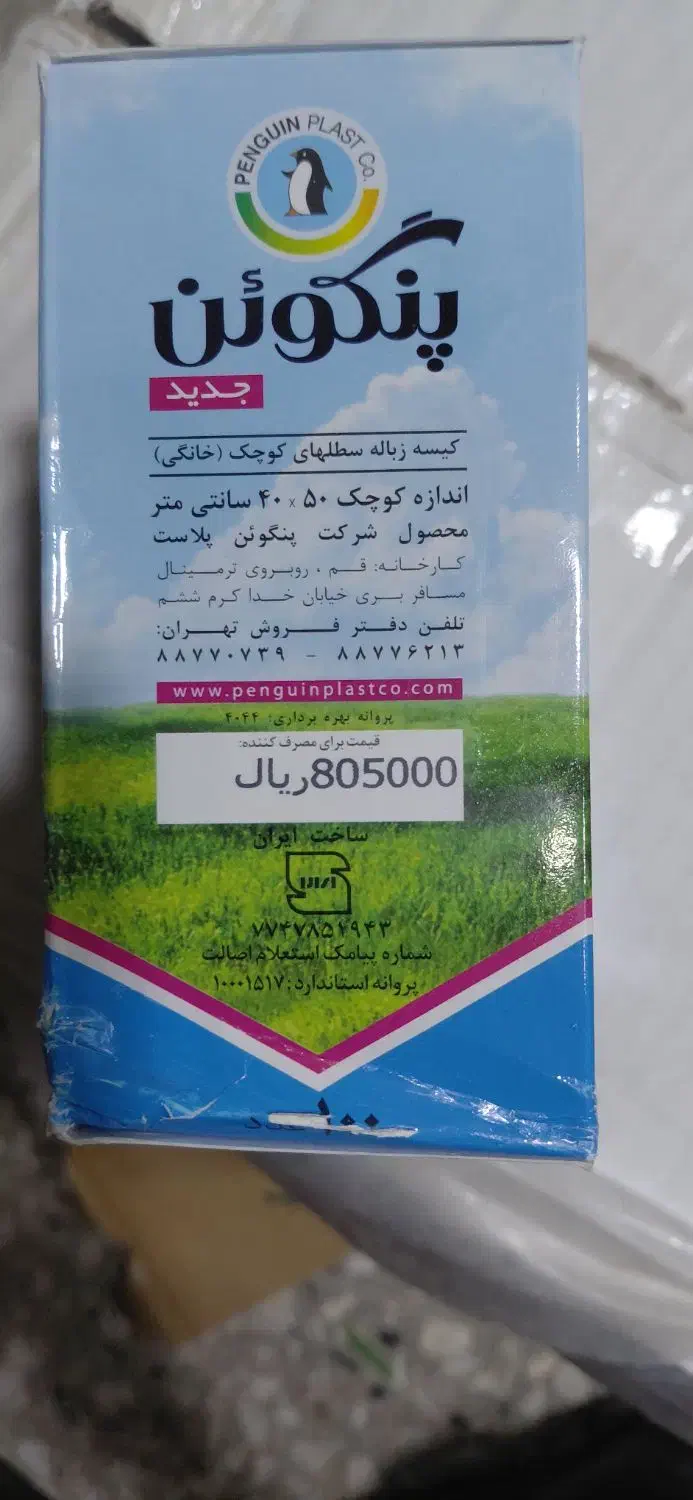 PENGUIN PLAST Co.
پنگوئن
جدید
کیسه زباله سطلهای کوچک (خانگی)
اندازه کوچک ۵۰ × ۴۰ سانتی متر
محصول شرکت پنگوئن پلاست
کارخانه: قم ، روبروی ترمینال
مسافر بری خیابان خدا کرم ششم
تلفن دفتر فروش تهران:
۸۸۷۷۰۷۳۹ - ۸۸۷۷۶۲۱۳
www.penguinplastco.com
پروانه بهره برداری: ۴۰۴۴
قیمت برای مصرف کننده:
805000ریال
ساخت ایران
۷۷۴۷۸۵۱۹۴۳
شماره پیامک استعلام اصالت
پروانه استاندارد: ۱۰۰۰۱۵۱۷
۱۰۰